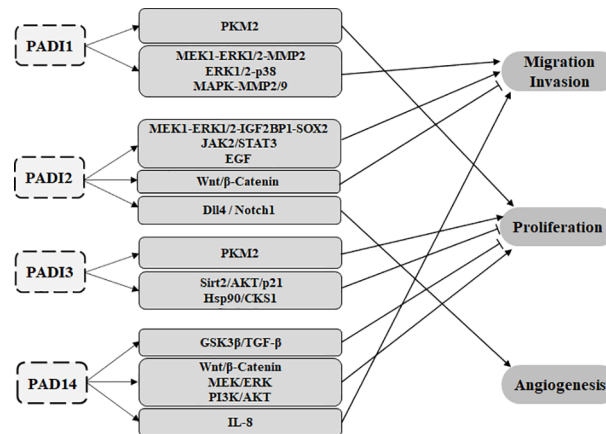 PADI1
PKM2
MEK1-ERK1/2-MMP2
ERK1/2-p38
MAPK-MMP2/9
Migration
Invasion
PADI2
MEK1-ERK1/2-IGF2BP1-SOX2
JAK2/STAT3
EGF
Wnt/β-Catenin
Dll4 / Notch1
Proliferation
PADI3
PKM2
Sirt2/AKT/p21
Hsp90/CKS1
PAD14
GSK3β/TGF-β
Wnt/β-Catenin
MEK/ERK
PI3K/AKT
IL-8
Angiogenesis